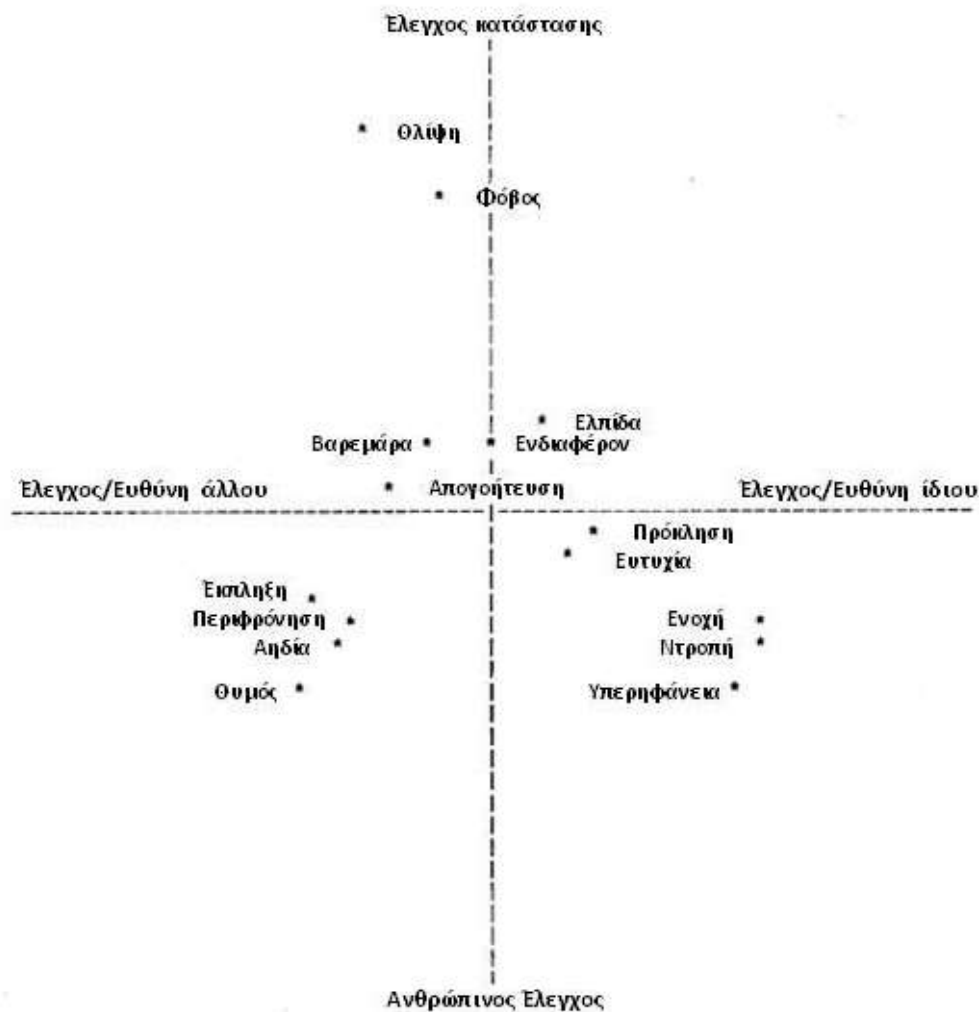 Έλεγχος κατάστασης
Θλίψη
Φόβος
Ελπίδα
Βαρεμάρα Ενδιαφέρον
Έλεγχος/Ευθύνη άλλου Απογοήτευση Έλεγχος/Ευθύνη ίδιου
Πρόκληση
Ευτυχία
Έκπληξη
Περιφρόνηση Ενοχή
Αηδία Ντροπή
Θυμός Υπερηφάνεια
Ανθρώπινος Έλεγχος